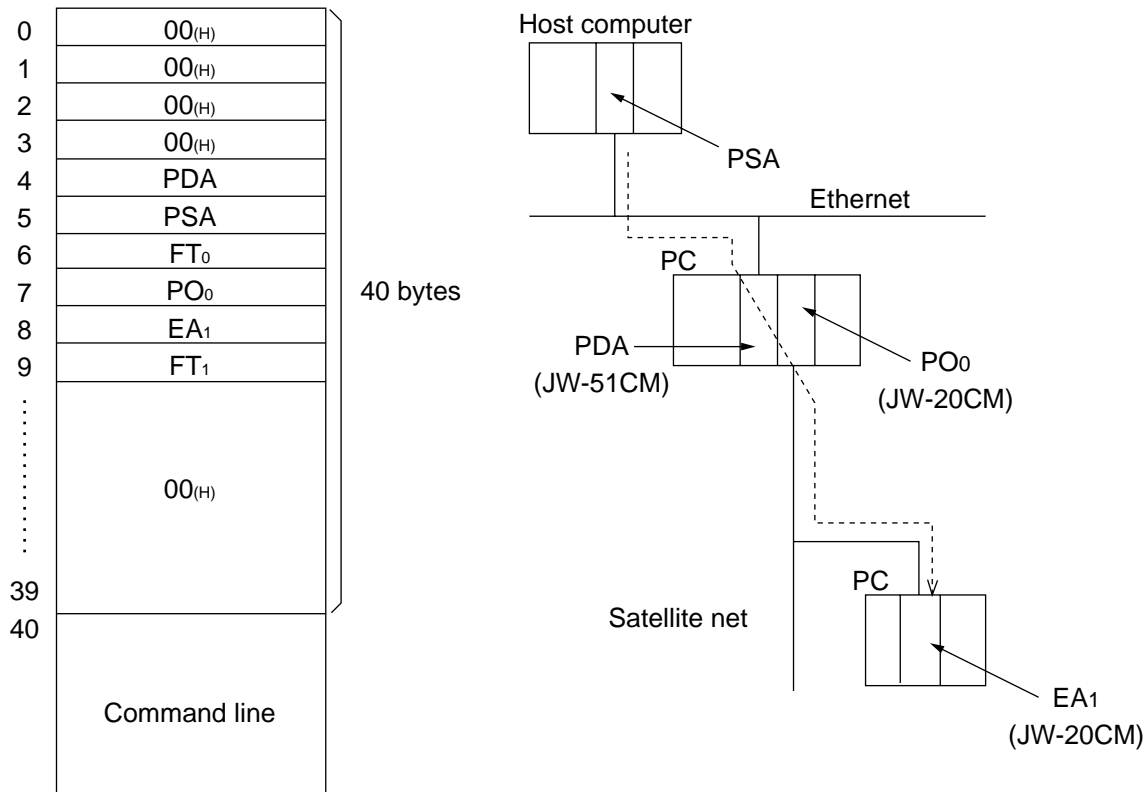 0 00(H)
1 00(H)
2 00(H)
3 00(H)
4 PDA
5 PSA
6 FT0
7 PO0
8 EA1
9 FT1
00(H)
39
40
Command line
40 bytes
Host computer
PSA
Ethernet
PC
PDA
(JW-51CM)
PO0
(JW-20CM)
PC
Satellite net
EA1
(JW-20CM)